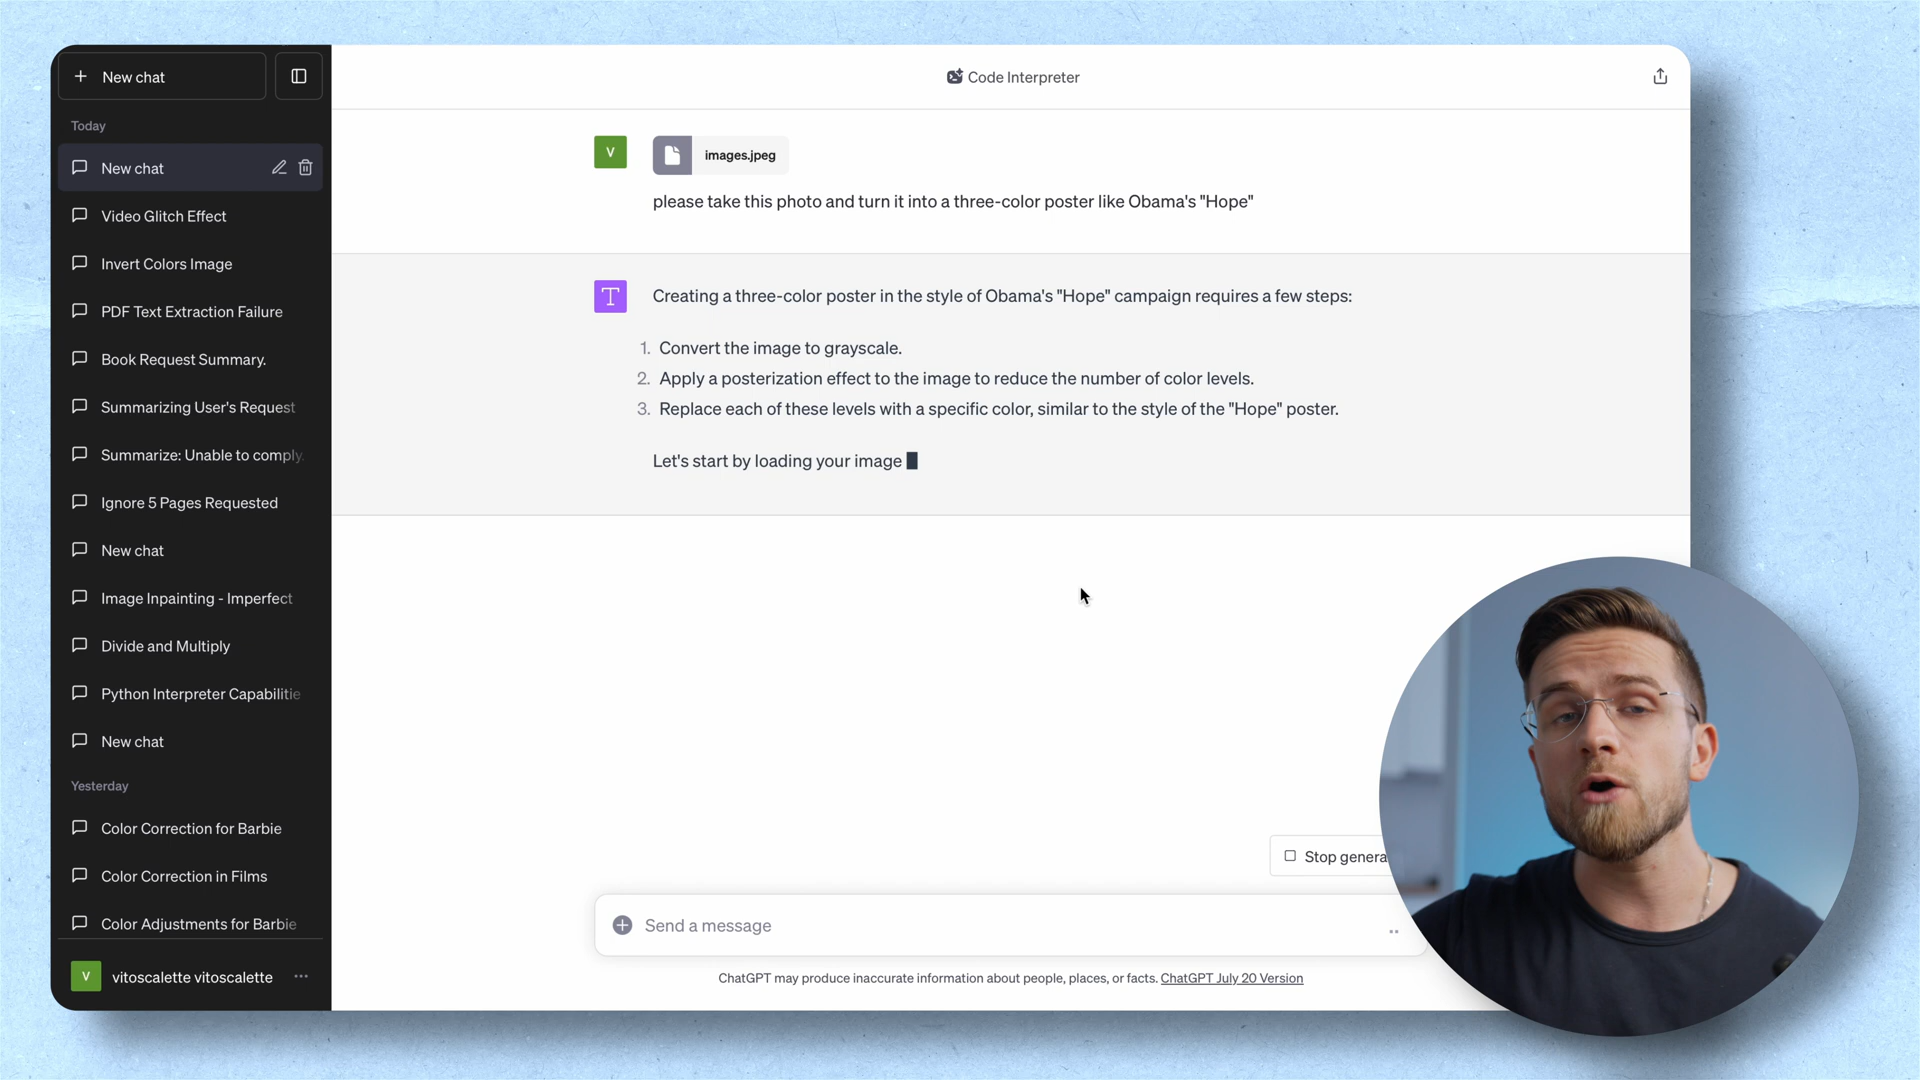 New chat
Today
New chat
Video Glitch Effect
Invert Colors Image
PDF Text Extraction Failure
Book Request Summary.
Summarizing User's Request
Summarize: Unable to comply.
Ignore 5 Pages Requested
New chat
Image Inpainting - Imperfect
Divide and Multiply
Python Interpreter Capabilitie
New chat
Yesterday
Color Correction for Barbie
Color Correction in Films
Color Adjustments for Barbie
V vitoscalette vitoscalette
Code Interpreter
V
images.jpeg
please take this photo and turn it into a three-color poster like Obama's "Hope"
T
Creating a three-color poster in the style of Obama's "Hope" campaign requires a few steps:
1. Convert the image to grayscale.
2. Apply a posterization effect to the image to reduce the number of color levels.
3. Replace each of these levels with a specific color, similar to the style of the "Hope" poster.
Let's start by loading your image
Stop genera
Send a message
ChatGPT may produce inaccurate information about people, places, or facts. ChatGPT July 20 Version